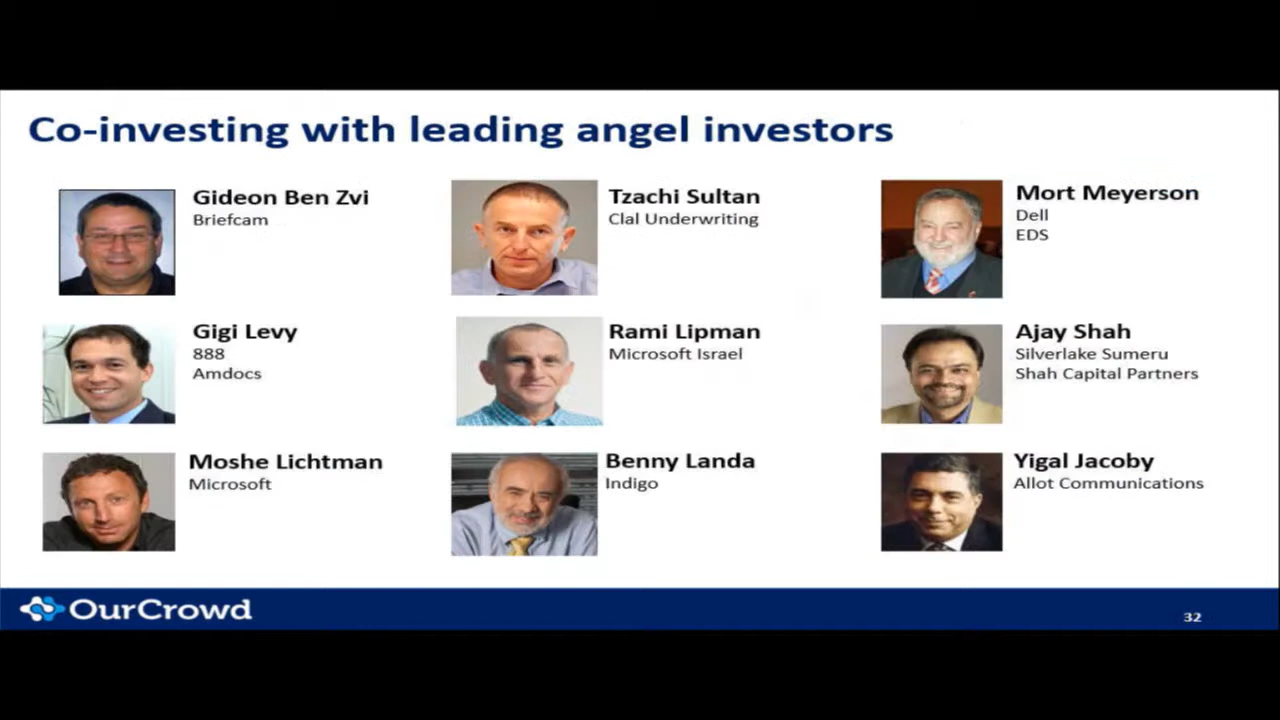 Co-investing with leading angel investors
Gideon Ben Zvi
Briefcam
Tzachi Sultan
Clal Underwriting
Mort Meyerson
Dell
EDS
Gigi Levy
888
Amdocs
Rami Lipman
Microsoft Israel
Ajay Shah
Silverlake Sumeru
Shah Capital Partners
Moshe Lichtman
Microsoft
Benny Landa
Indigo
Yigal Jacoby
Allot Communications
OurCrowd
32